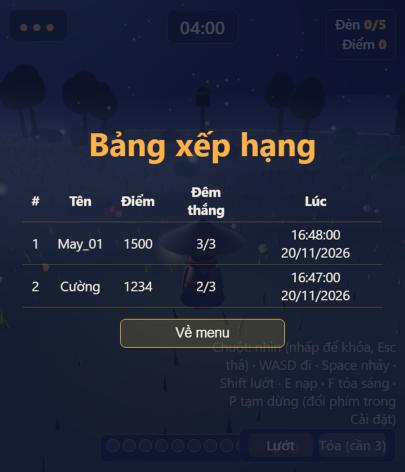 04:00
Đèn 0/5
Điểm 0
Bảng xếp hạng
# Tên Điểm Đêm thắng Lúc
1 May_01 1500 3/3 16:48:00 20/11/2026
2 Cường 1234 2/3 16:47:00 20/11/2026
Về menu
Chuột: nhìn (nhấp để khóa, Esc
thả) · WASD đi · Space nhảy ·
Shift lướt · E nạp · F tỏa sáng ·
P tạm dừng (đổi phím trong
Cài đặt)
Lướt Tỏa (cần 3)